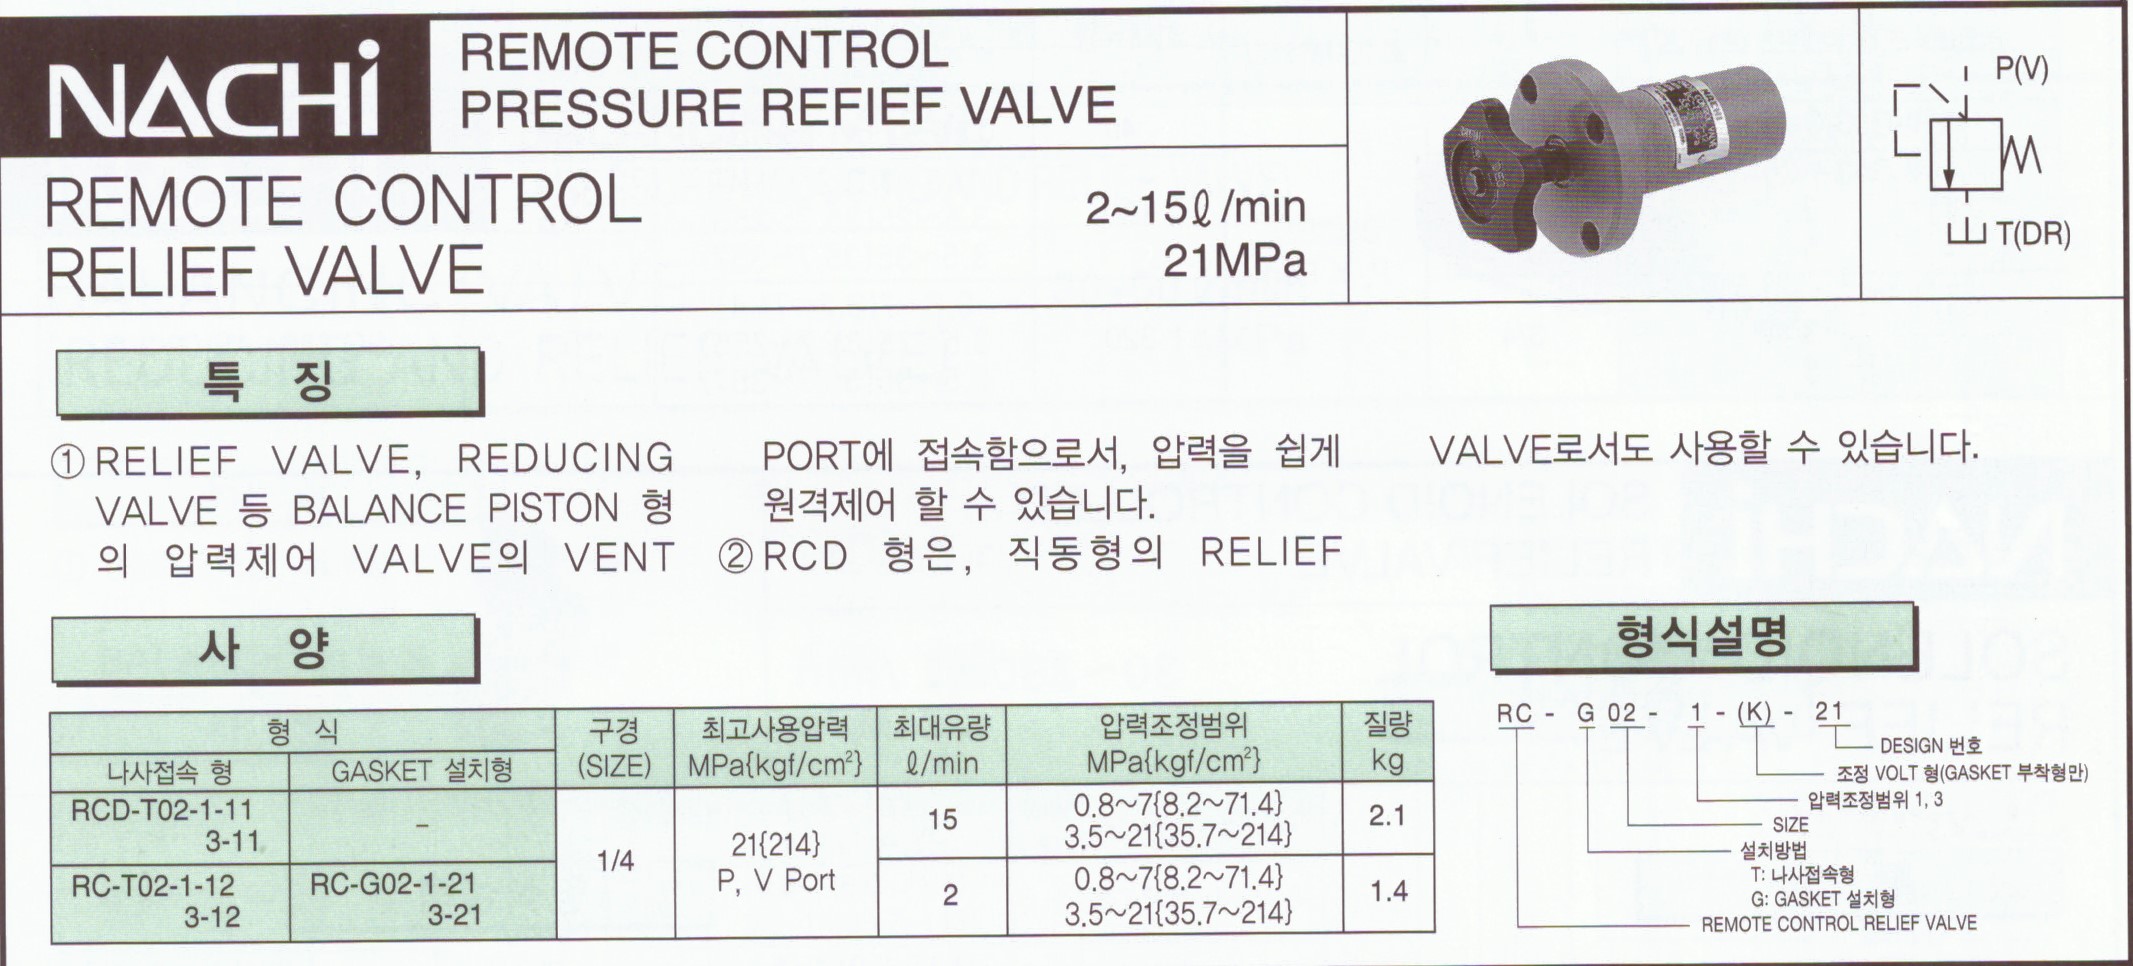 NACHi
REMOTE CONTROL
PRESSURE REFIEF VALVE
REMOTE CONTROL
RELIEF VALVE
2~15ℓ/min
21MPa
P(V)
T(DR)
특 징
① RELIEF VALVE, REDUCING
VALVE 등 BALANCE PISTON 형
의 압력제어 VALVE의 VENT
PORT에 접속함으로서, 압력을 쉽게
원격제어 할 수 있습니다.
② RCD 형은, 직동형의 RELIEF
VALVE로서도 사용할 수 있습니다.
사 양
형 식 구경 최고사용압력 최대유량 압력조정범위 질량
나사접속 형 GASKET 설치형 (SIZE) MPa{kgf/cm²} ℓ/min MPa{kgf/cm²} kg
RCD-T02-1-11 – 1/4 21{214} 15 0.8~7{8.2~71.4} 2.1
3-11 P, V Port 3.5~21{35.7~214}
RC-T02-1-12 RC-G02-1-21 2 0.8~7{8.2~71.4} 1.4
3-12 3-21 3.5~21{35.7~214}
형식설명
RC - G 02 - 1 - (K) - 21
DESIGN 번호
조정 VOLT 형(GASKET 부착형만)
압력조정범위 1, 3
SIZE
설치방법
T: 나사접속형
G: GASKET 설치형
REMOTE CONTROL RELIEF VALVE